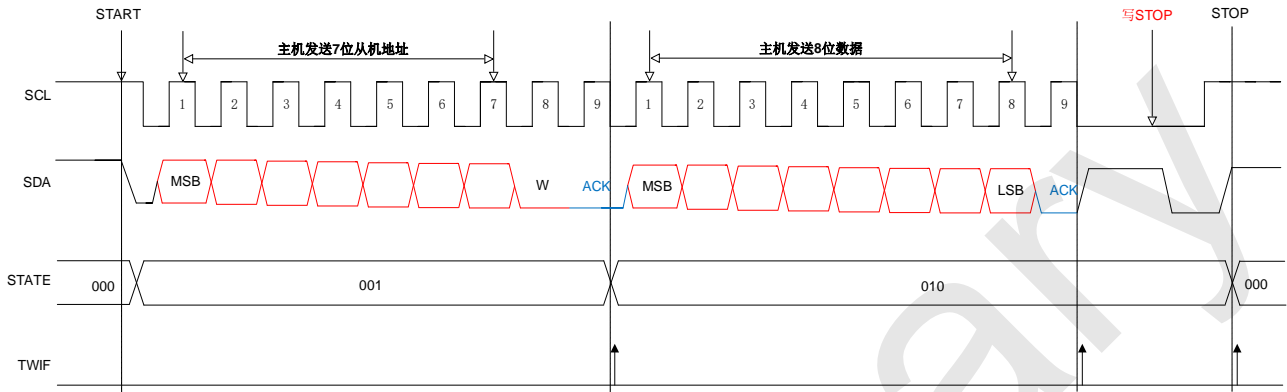 START 写STOP STOP
主机发送7位从机地址 主机发送8位数据
SCL 1 2 3 4 5 6 7 8 9 1 2 3 4 5 6 7 8 9
SDA MSB W ACK MSB LSB ACK
STATE 000 001 010 000
TWIF
ary